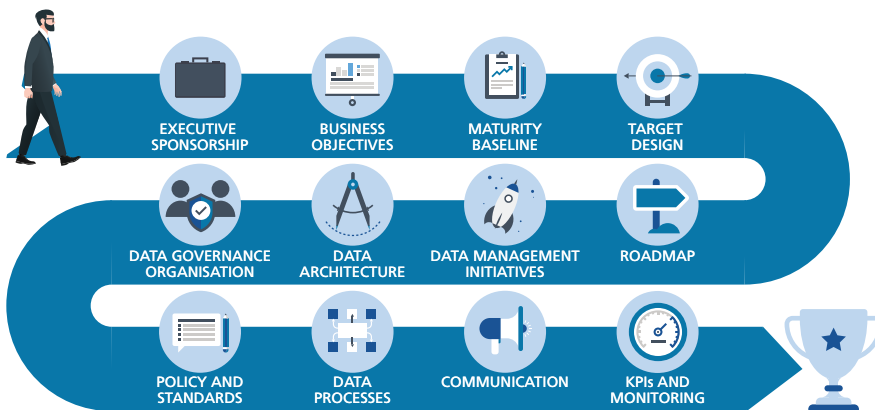 EXECUTIVE
SPONSORSHIP
BUSINESS
OBJECTIVES
MATURITY
BASELINE
TARGET
DESIGN
DATA GOVERNANCE
ORGANISATION
DATA
ARCHITECTURE
DATA MANAGEMENT
INITIATIVES
ROADMAP
POLICY AND
STANDARDS
DATA
PROCESSES
COMMUNICATION
KPIs AND
MONITORING